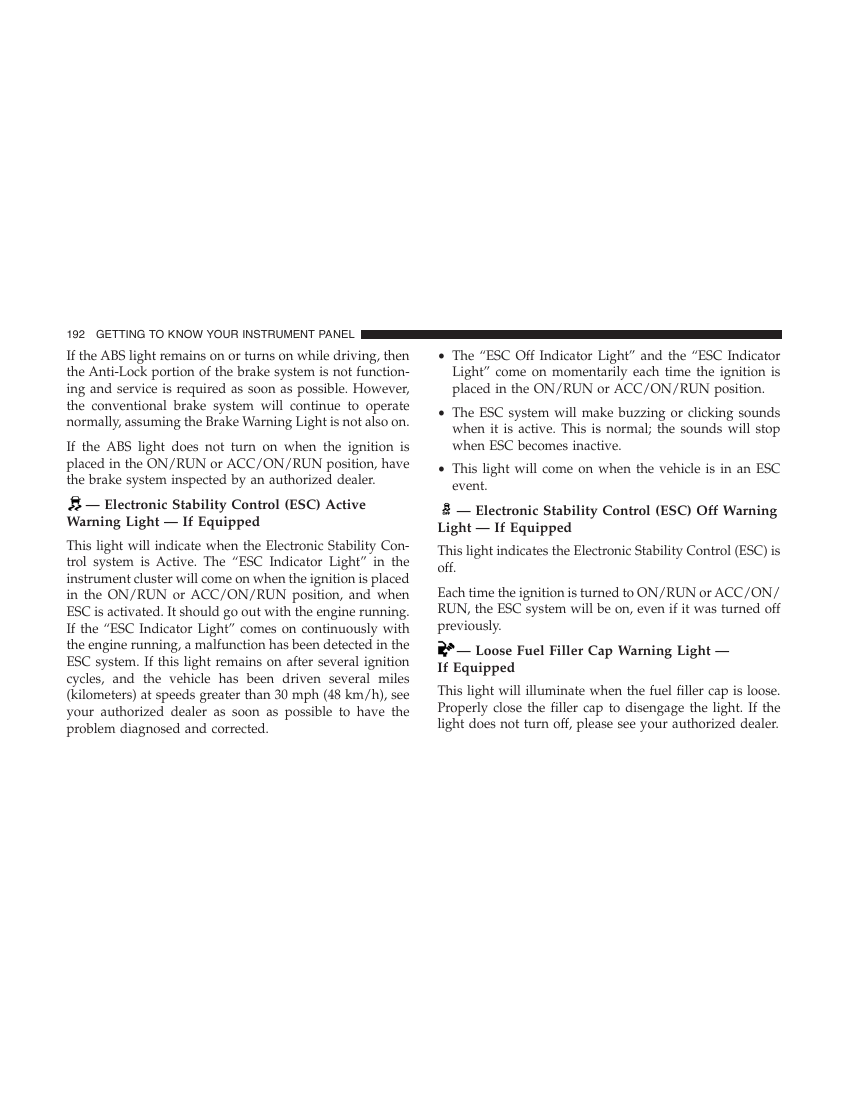 192 GETTING TO KNOW YOUR INSTRUMENT PANEL
If the ABS light remains on or turns on while driving, then
the Anti-Lock portion of the brake system is not function-
ing and service is required as soon as possible. However,
the conventional brake system will continue to operate
normally, assuming the Brake Warning Light is not also on.
If the ABS light does not turn on when the ignition is
placed in the ON/RUN or ACC/ON/RUN position, have
the brake system inspected by an authorized dealer.
— Electronic Stability Control (ESC) Active
Warning Light — If Equipped
This light will indicate when the Electronic Stability Con-
trol system is Active. The “ESC Indicator Light” in the
instrument cluster will come on when the ignition is placed
in the ON/RUN or ACC/ON/RUN position, and when
ESC is activated. It should go out with the engine running.
If the “ESC Indicator Light” comes on continuously with
the engine running, a malfunction has been detected in the
ESC system. If this light remains on after several ignition
cycles, and the vehicle has been driven several miles
(kilometers) at speeds greater than 30 mph (48 km/h), see
your authorized dealer as soon as possible to have the
problem diagnosed and corrected.
• The “ESC Off Indicator Light” and the “ESC Indicator
Light” come on momentarily each time the ignition is
placed in the ON/RUN or ACC/ON/RUN position.
• The ESC system will make buzzing or clicking sounds
when it is active. This is normal; the sounds will stop
when ESC becomes inactive.
• This light will come on when the vehicle is in an ESC
event.
— Electronic Stability Control (ESC) Off Warning
Light — If Equipped
This light indicates the Electronic Stability Control (ESC) is
off.
Each time the ignition is turned to ON/RUN or ACC/ON/
RUN, the ESC system will be on, even if it was turned off
previously.
— Loose Fuel Filler Cap Warning Light —
If Equipped
This light will illuminate when the fuel filler cap is loose.
Properly close the filler cap to disengage the light. If the
light does not turn off, please see your authorized dealer.